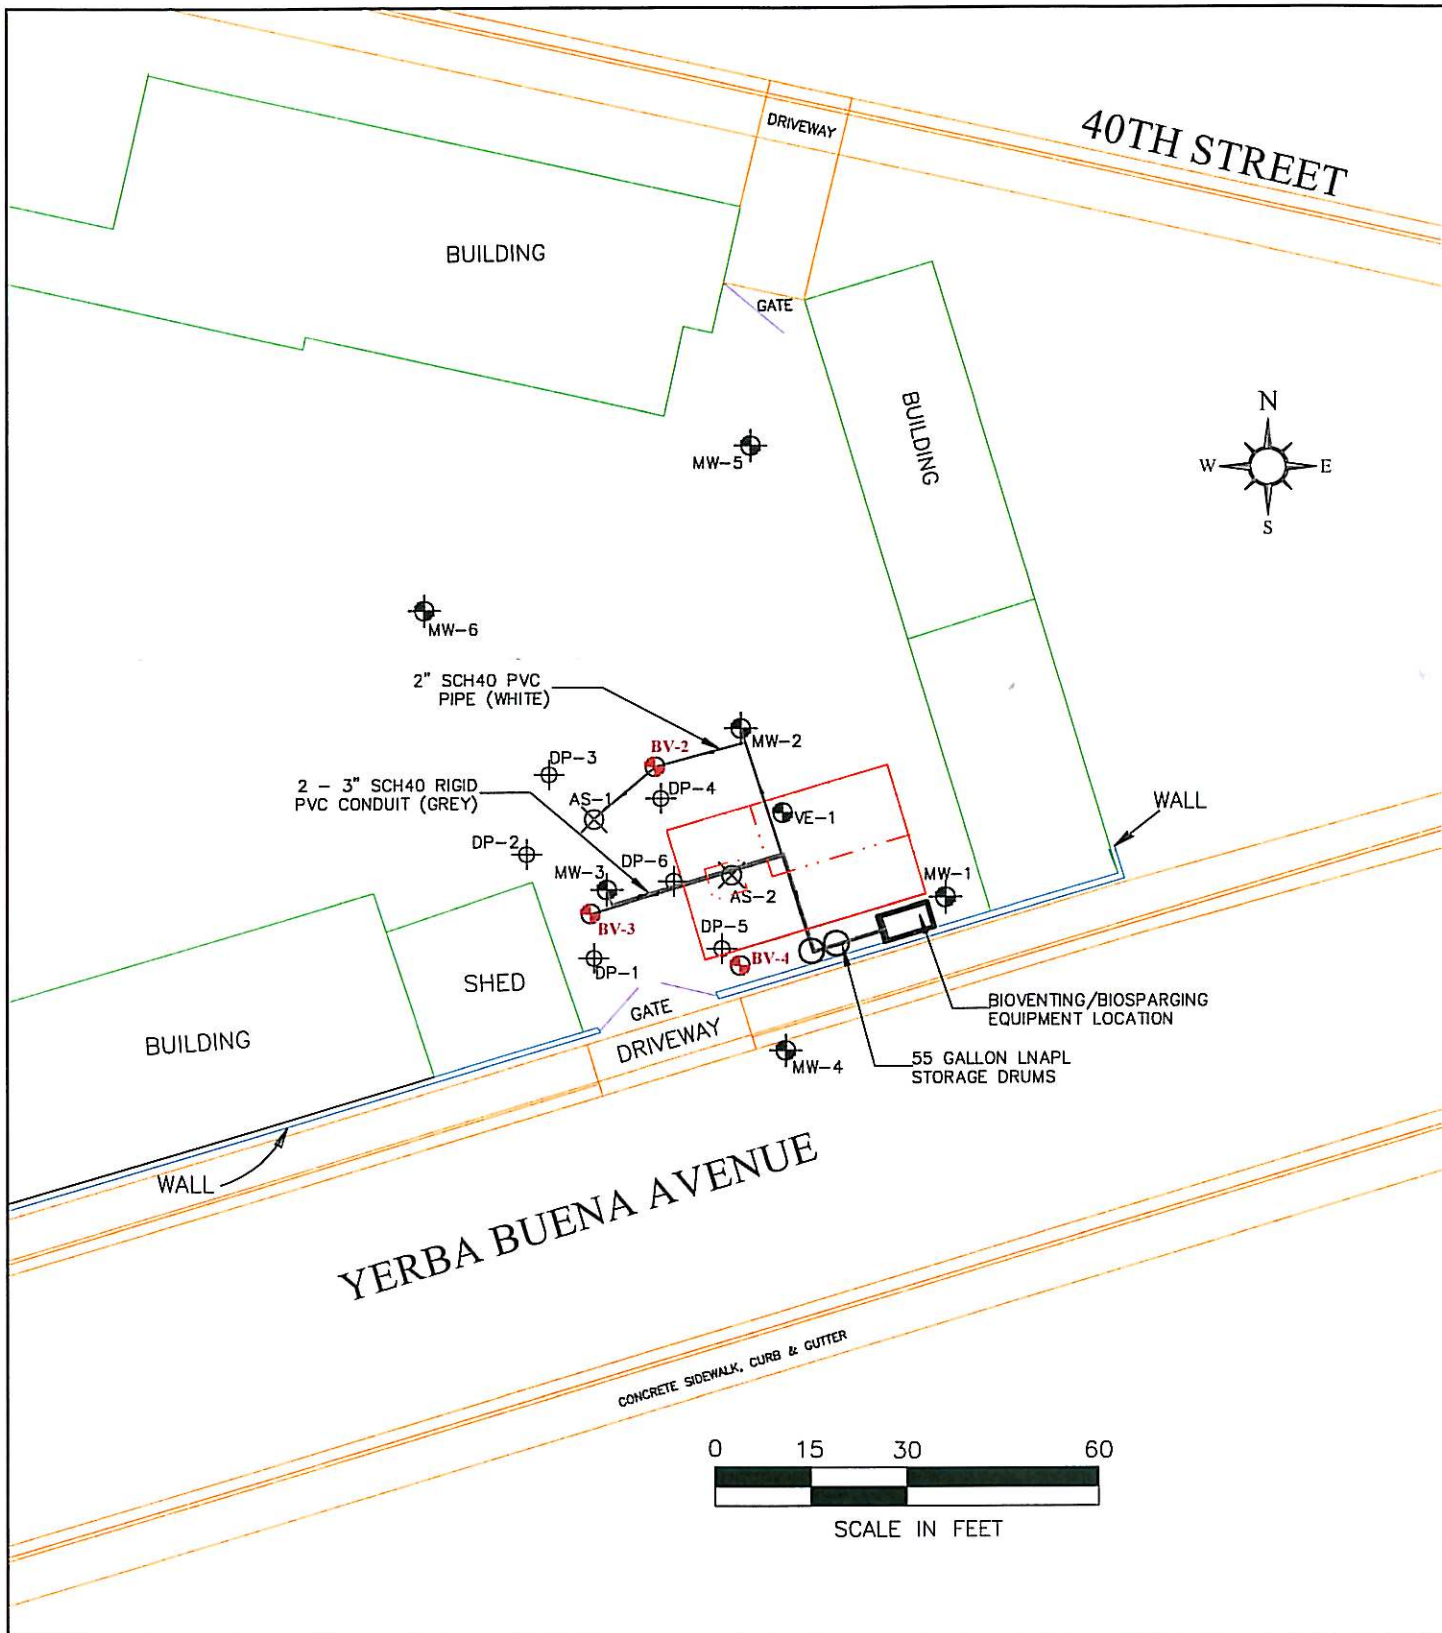 DRIVEWAY
40TH STREET
BUILDING
GATE
BUILDING
N
W
E
S
MW-5
MW-6
2" SCH40 PVC
PIPE (WHITE)
MW-2
BV-2
DP-3
2 - 3" SCH40 RIGID
PVC CONDUIT (GREY)
DP-4
AS-1
VE-1
WALL
DP-2
MW-3
DP-6
AS-2
MW-1
BV-3
DP-5
BV-4
DP-1
SHED
BIOVENTING/BIOSPARGING
EQUIPMENT LOCATION
GATE
DRIVEWAY
BUILDING
MW-4
55 GALLON LNAPL
STORAGE DRUMS
WALL
YERBA BUENA AVENUE
CONCRETE SIDEWALK, CURB & GUTTER
0 15 30 60
SCALE IN FEET